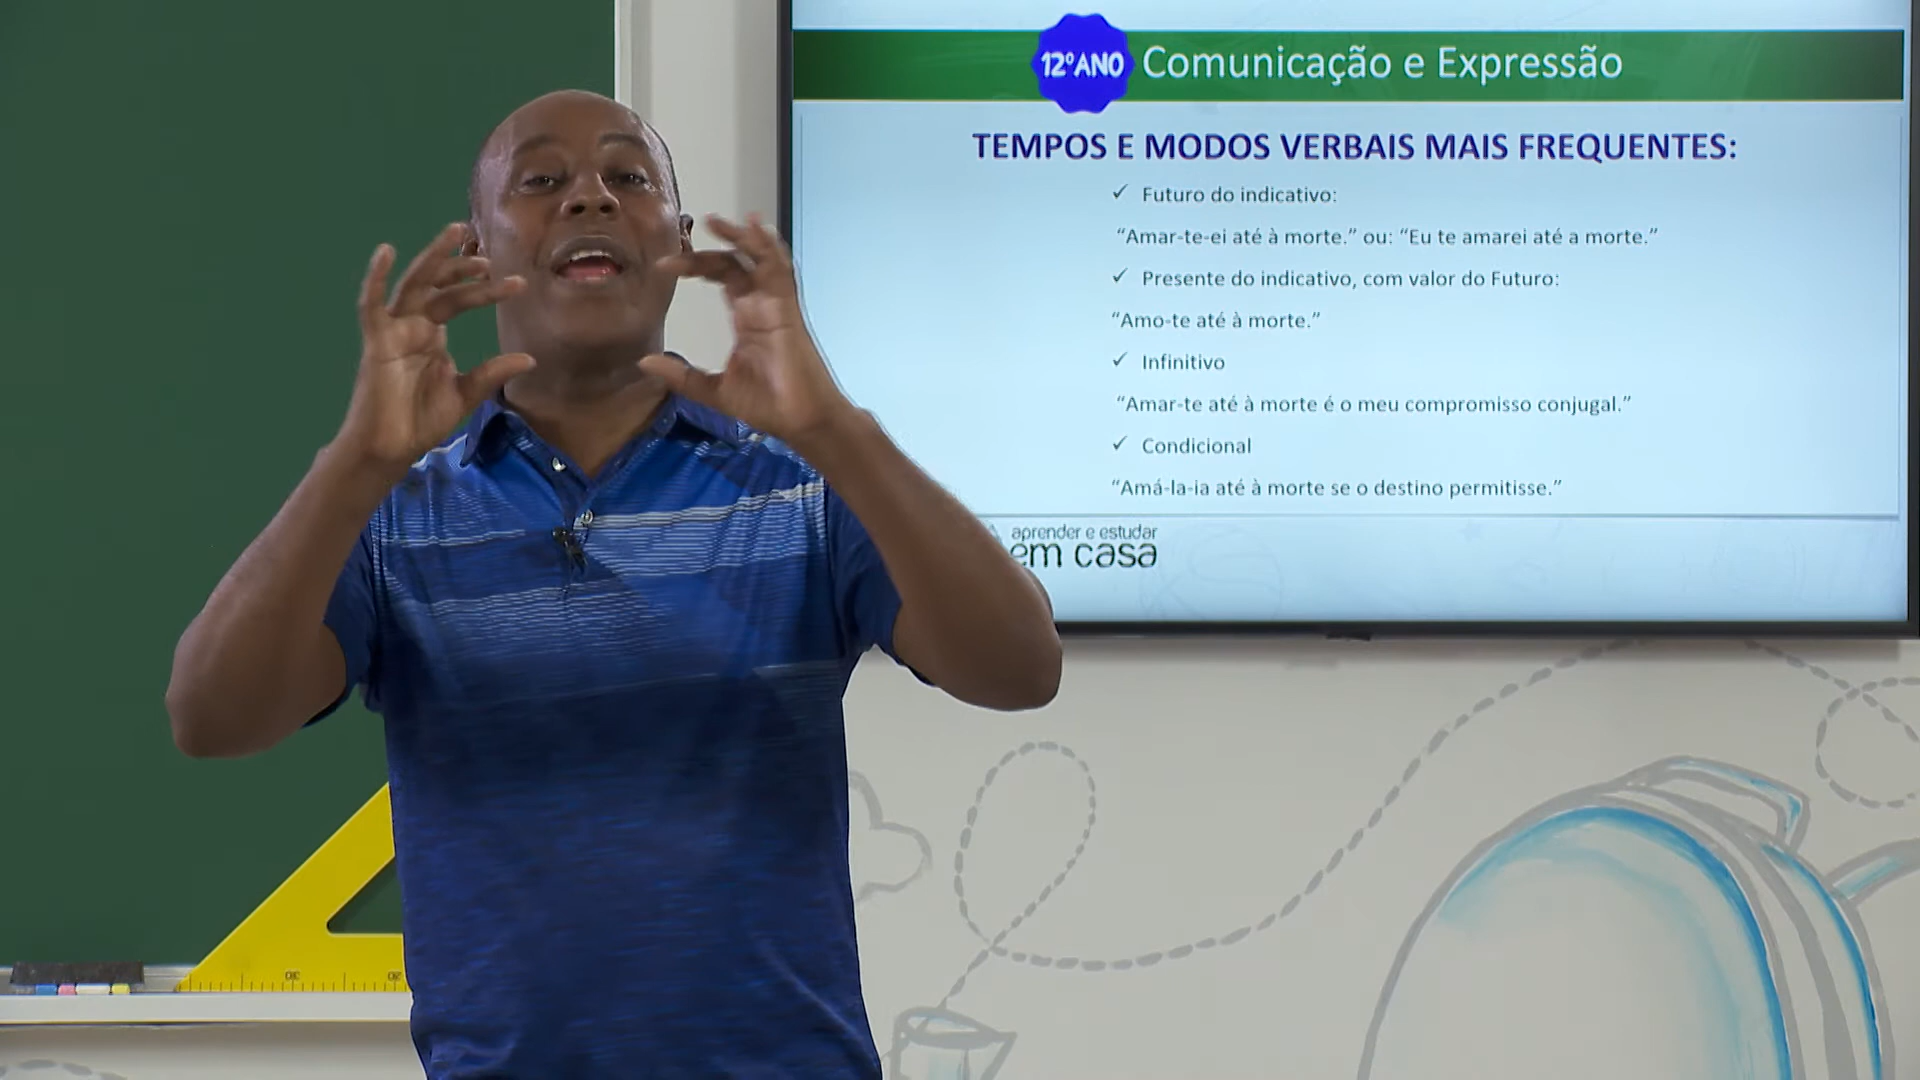 12ºANO Comunicação e Expressão
TEMPOS E MODOS VERBAIS MAIS FREQUENTES:
✓ Futuro do indicativo:
“Amar-te-ei até à morte.” ou: “Eu te amarei até a morte.”
✓ Presente do indicativo, com valor do Futuro:
“Amo-te até à morte.”
✓ Infinitivo
“Amar-te até à morte é o meu compromisso conjugal.”
✓ Condicional
“Amá-la-ia até à morte se o destino permitisse.”
aprender e estudar
em casa
30
20